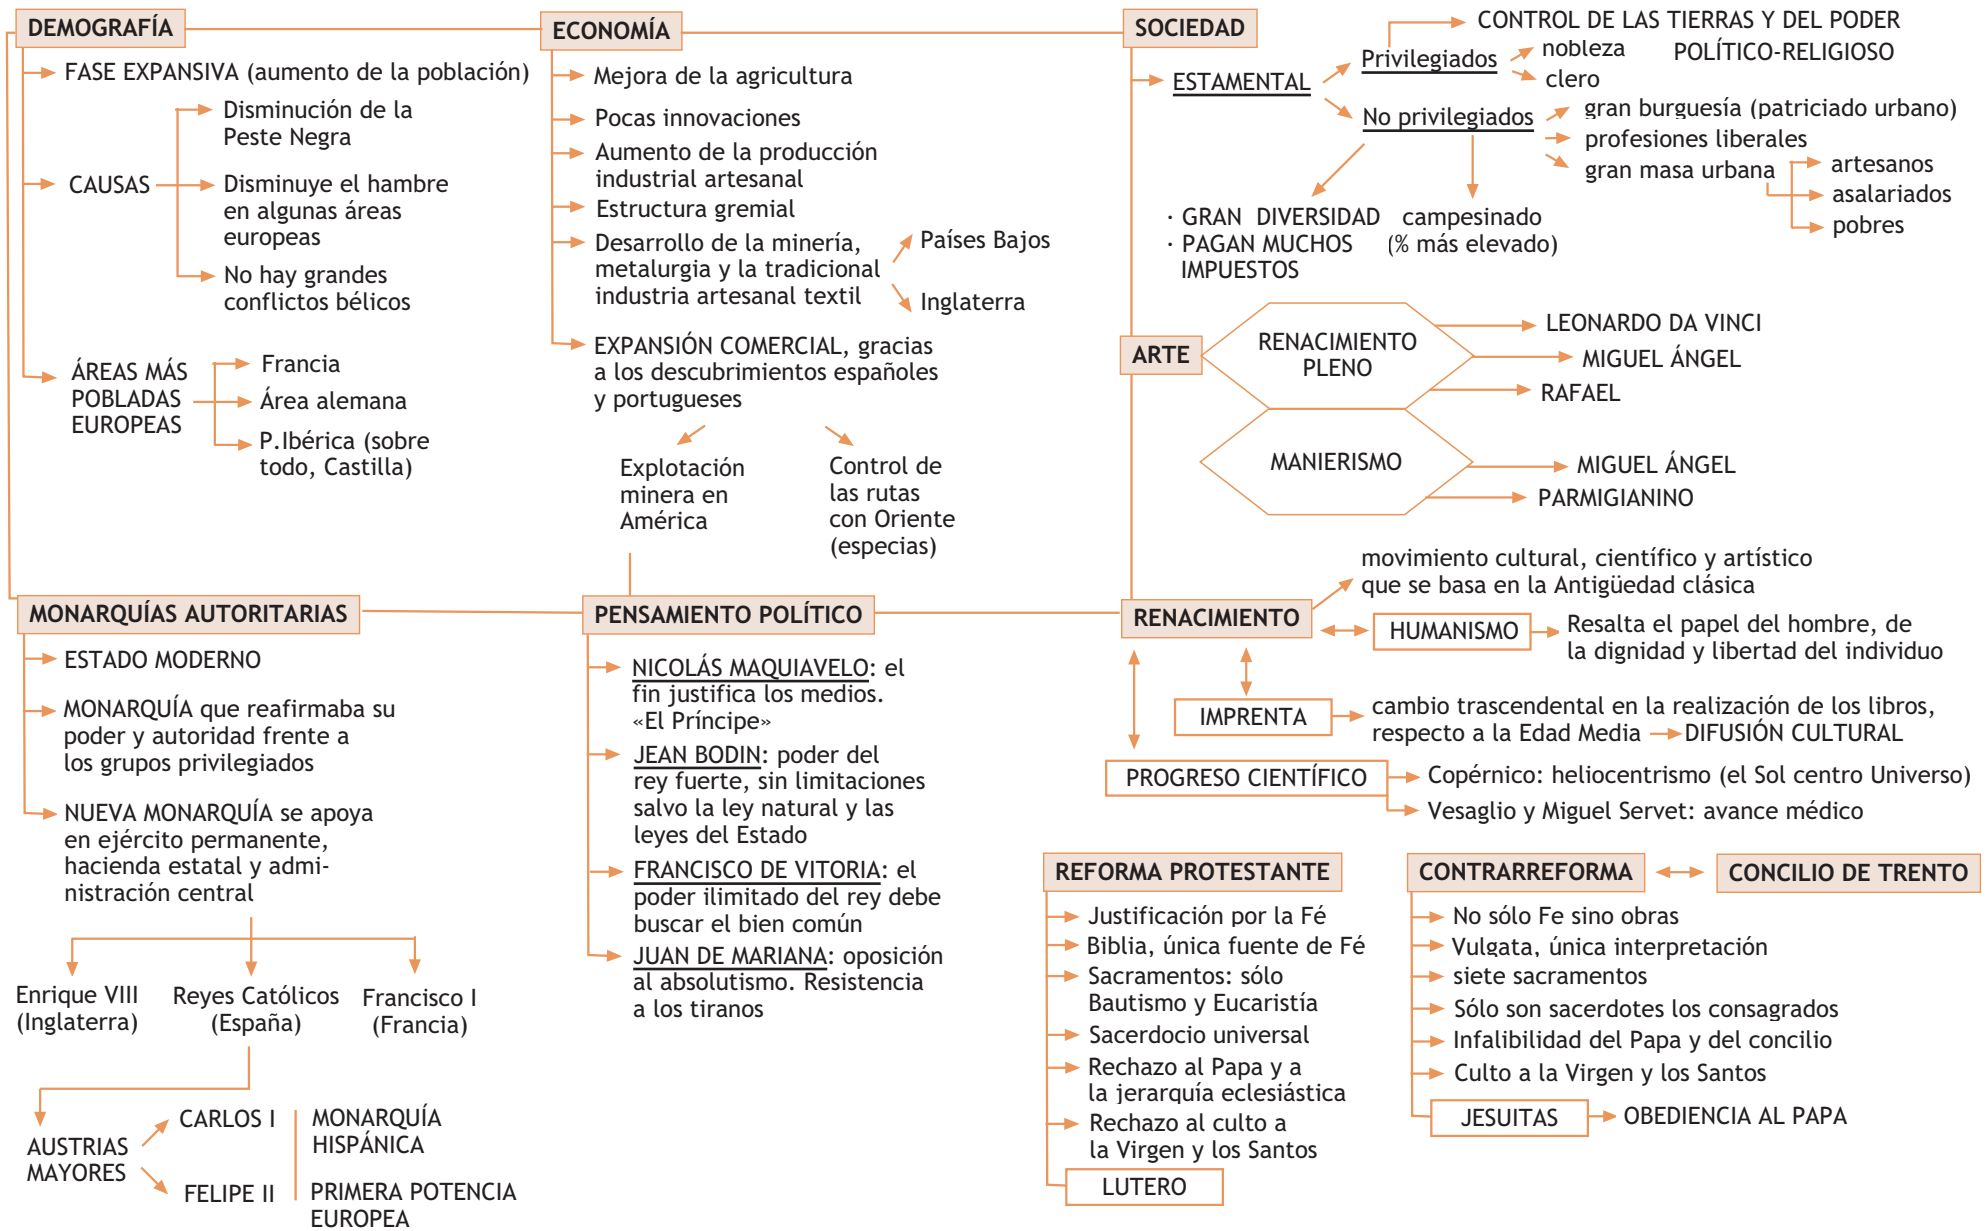 DEMOGRAFÍA
FASE EXPANSIVA (aumento de la población)
CAUSAS
Disminución de la
Peste Negra
Disminuye el hambre
en algunas áreas
europeas
No hay grandes
conflictos bélicos
ÁREAS MÁS
POBLADAS
EUROPEAS
Francia
Área alemana
P.Ibérica (sobre
todo, Castilla)
ECONOMÍA
Mejora de la agricultura
Pocas innovaciones
Aumento de la producción
industrial artesanal
Estructura gremial
Desarrollo de la minería,
metalurgia y la tradicional
industria artesanal textil
Países Bajos
Inglaterra
EXPANSIÓN COMERCIAL, gracias
a los descubrimientos españoles
y portugueses
Explotación
minera en
América
Control de
las rutas
con Oriente
(especias)
SOCIEDAD
ESTAMENTAL
Privilegiados
CONTROL DE LAS TIERRAS Y DEL PODER
POLÍTICO-RELIGIOSO
nobleza
clero
No privilegiados
gran burguesía (patriciado urbano)
profesiones liberales
gran masa urbana
artesanos
asalariados
pobres
· GRAN DIVERSIDAD
· PAGAN MUCHOS
IMPUESTOS
campesinado
(% más elevado)
ARTE
RENACIMIENTO
PLENO
LEONARDO DA VINCI
MIGUEL ÁNGEL
RAFAEL
MANIERISMO
MIGUEL ÁNGEL
PARMIGIANINO
MONARQUÍAS AUTORITARIAS
ESTADO MODERNO
MONARQUÍA que reafirmaba su
poder y autoridad frente a
los grupos privilegiados
NUEVA MONARQUÍA se apoya
en ejército permanente,
hacienda estatal y admi-
nistración central
Enrique VIII
(Inglaterra)
Reyes Católicos
(España)
Francisco I
(Francia)
AUSTRIAS
MAYORES
CARLOS I
FELIPE II
MONARQUÍA
HISPÁNICA
PRIMERA POTENCIA
EUROPEA
PENSAMIENTO POLÍTICO
NICOLÁS MAQUIAVELO: el
fin justifica los medios.
«El Príncipe»
JEAN BODIN: poder del
rey fuerte, sin limitaciones
salvo la ley natural y las
leyes del Estado
FRANCISCO DE VITORIA: el
poder ilimitado del rey debe
buscar el bien común
JUAN DE MARIANA: oposición
al absolutismo. Resistencia
a los tiranos
RENACIMIENTO
movimiento cultural, científico y artístico
que se basa en la Antigüedad clásica
HUMANISMO
Resalta el papel del hombre, de
la dignidad y libertad del individuo
IMPRENTA
cambio trascendental en la realización de los libros,
respecto a la Edad Media
DIFUSIÓN CULTURAL
PROGRESO CIENTÍFICO
Copérnico: heliocentrismo (el Sol centro Universo)
Vesaglio y Miguel Servet: avance médico
REFORMA PROTESTANTE
Justificación por la Fé
Biblia, única fuente de Fé
Sacramentos: sólo
Bautismo y Eucaristía
Sacerdocio universal
Rechazo al Papa y a
la jerarquía eclesiástica
Rechazo al culto a
la Virgen y los Santos
LUTERO
CONTRARREFORMA
CONCILIO DE TRENTO
No sólo Fe sino obras
Vulgata, única interpretación
siete sacramentos
Sólo son sacerdotes los consagrados
Infalibilidad del Papa y del concilio
Culto a la Virgen y los Santos
JESUITAS
OBEDIENCIA AL PAPA